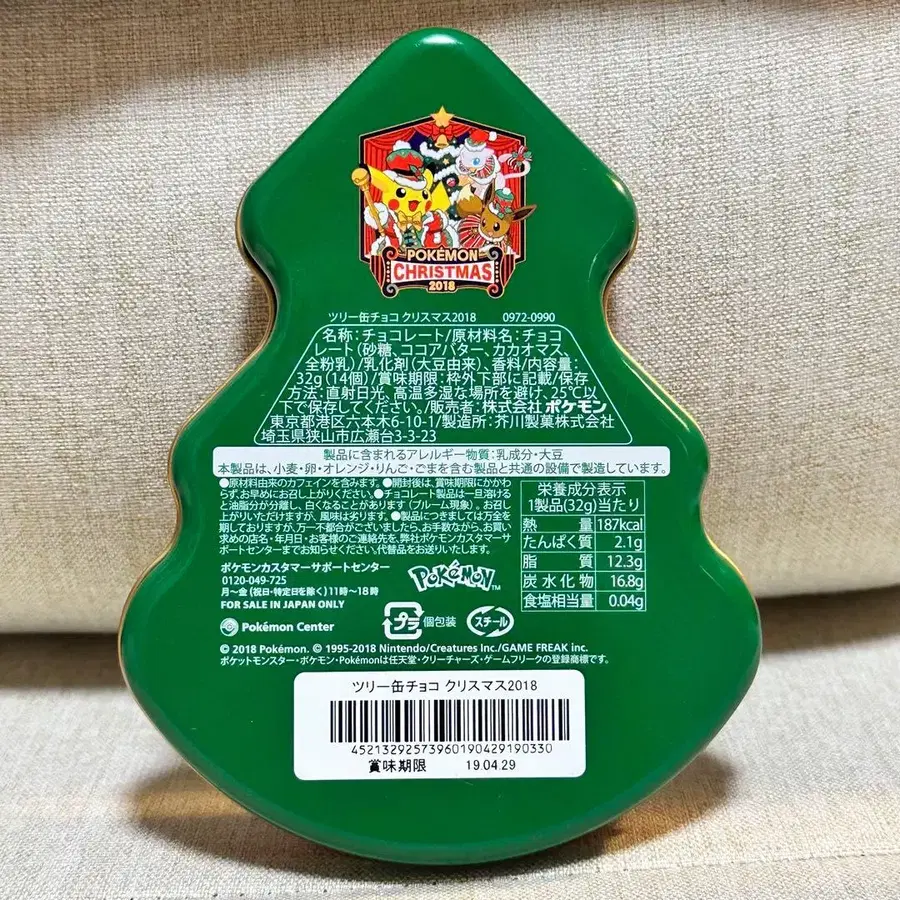 POKÉMON
CHRISTMAS
2018
ツリー缶チョコ クリスマス2018 0972-0990
名称：チョコレート/原材料名：チョコ
レート(砂糖、ココアバター、カカオマス、
全粉乳)/乳化剤(大豆由来)、香料/内容量：
32g(14個)/賞味期限：枠外下部に記載/保存
方法：直射日光、高温多湿な場所を避け、25℃以
下で保存してください。/販売者：株式会社ポケモン
東京都港区六本木6-10-1/製造所：芥川製菓株式会社
埼玉県狭山市広瀬台3-3-23
製品に含まれるアレルギー物質：乳成分・大豆
本製品は、小麦・卵・オレンジ・りんご・ごまを含む製品と共通の設備で製造しています。
●原材料由来のカフェインを含みます。●開封後は、賞味期限にかかわ
らず、お早めにお召し上がりください。●チョコレート製品は一旦溶ける
と油脂分が分離し、白くなることがあります(ブルーム現象)。お召し
上がりいただけますが、風味は劣ります。●製品につきましては万全を
期しておりますが、万一不都合がございましたら、お手数ながら、お買い
求めの店名・年月日・お客様のご連絡先を、弊社ポケモンカスタマーサ
ポートセンターまでお知らせください。代替品をお送りいたします。
ポケモンカスタマーサポートセンター
0120-049-725
月〜金(祝日・特定日を除く)11時〜18時
FOR SALE IN JAPAN ONLY
栄養成分表示
1製品(32g)当たり
熱量 187kcal
たんぱく質 2.1g
脂質 12.3g
炭水化物 16.8g
食塩相当量 0.04g
POKéMON™
プラ 個包装 スチール
Pokémon Center
© 2018 Pokémon. © 1995-2018 Nintendo/Creatures Inc./GAME FREAK inc.
ポケットモンスター・ポケモン・Pokémonは任天堂・クリーチャーズ・ゲームフリークの登録商標です。
ツリー缶チョコ クリスマス2018
4521329257396019042919033​0
賞味期限 19.04.29